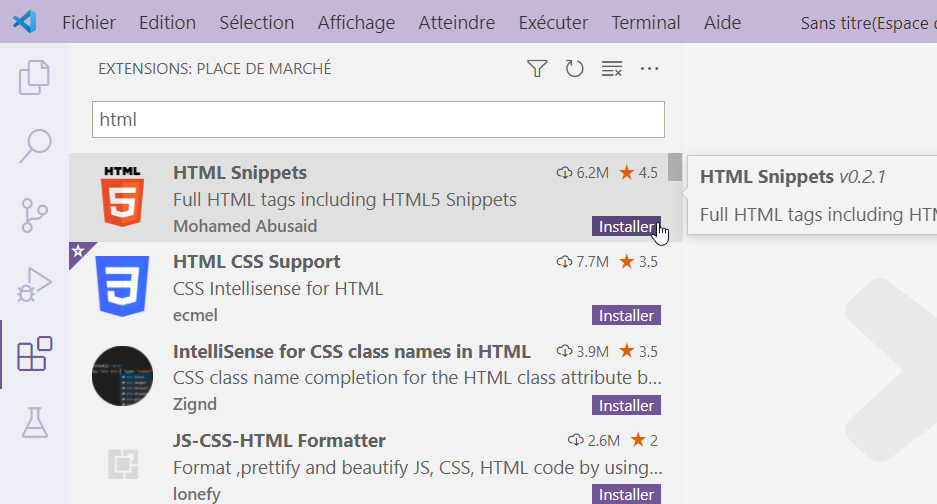 Fichier Edition Sélection Affichage Atteindre Exécuter Terminal Aide Sans titre(Espace
EXTENSIONS: PLACE DE MARCHÉ
html
HTML Snippets 6.2M 4.5
Full HTML tags including HTML5 Snippets
Mohamed Abusaid Installer
HTML Snippets v0.2.1
Full HTML tags including
HTML CSS Support 7.7M 3.5
CSS Intellisense for HTML
ecmel Installer
IntelliSense for CSS class names in HTML 3.9M 3.5
CSS class name completion for the HTML class attribute b...
Zignd Installer
JS-CSS-HTML Formatter 2.6M 2
Format ,prettify and beautify JS, CSS, HTML code by using...
lonefy Installer